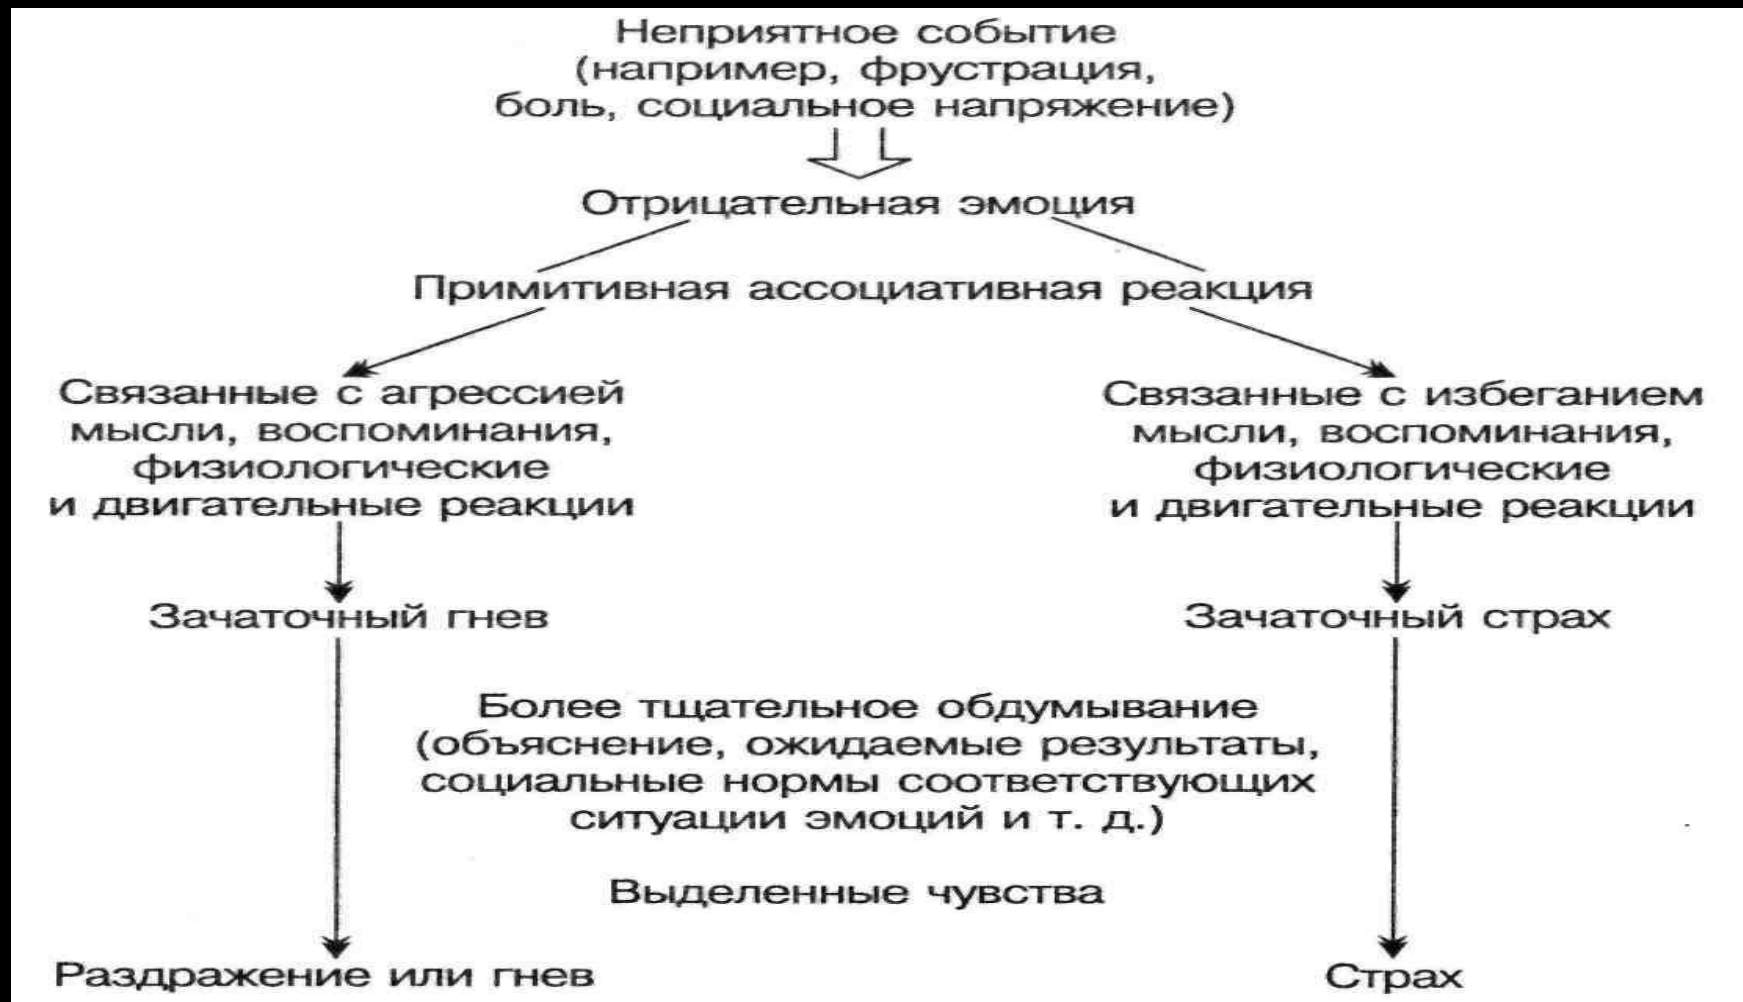 Неприятное событие
(например, фрустрация,
боль, социальное напряжение)
Отрицательная эмоция
Примитивная ассоциативная реакция
Связанные с агрессией
мысли, воспоминания,
физиологические
и двигательные реакции
Связанные с избеганием
мысли, воспоминания,
физиологические
и двигательные реакции
Зачаточный гнев
Зачаточный страх
Более тщательное обдумывание
(объяснение, ожидаемые результаты,
социальные нормы соответствующих
ситуации эмоций и т. д.)
Выделенные чувства
Раздражение или гнев
Страх